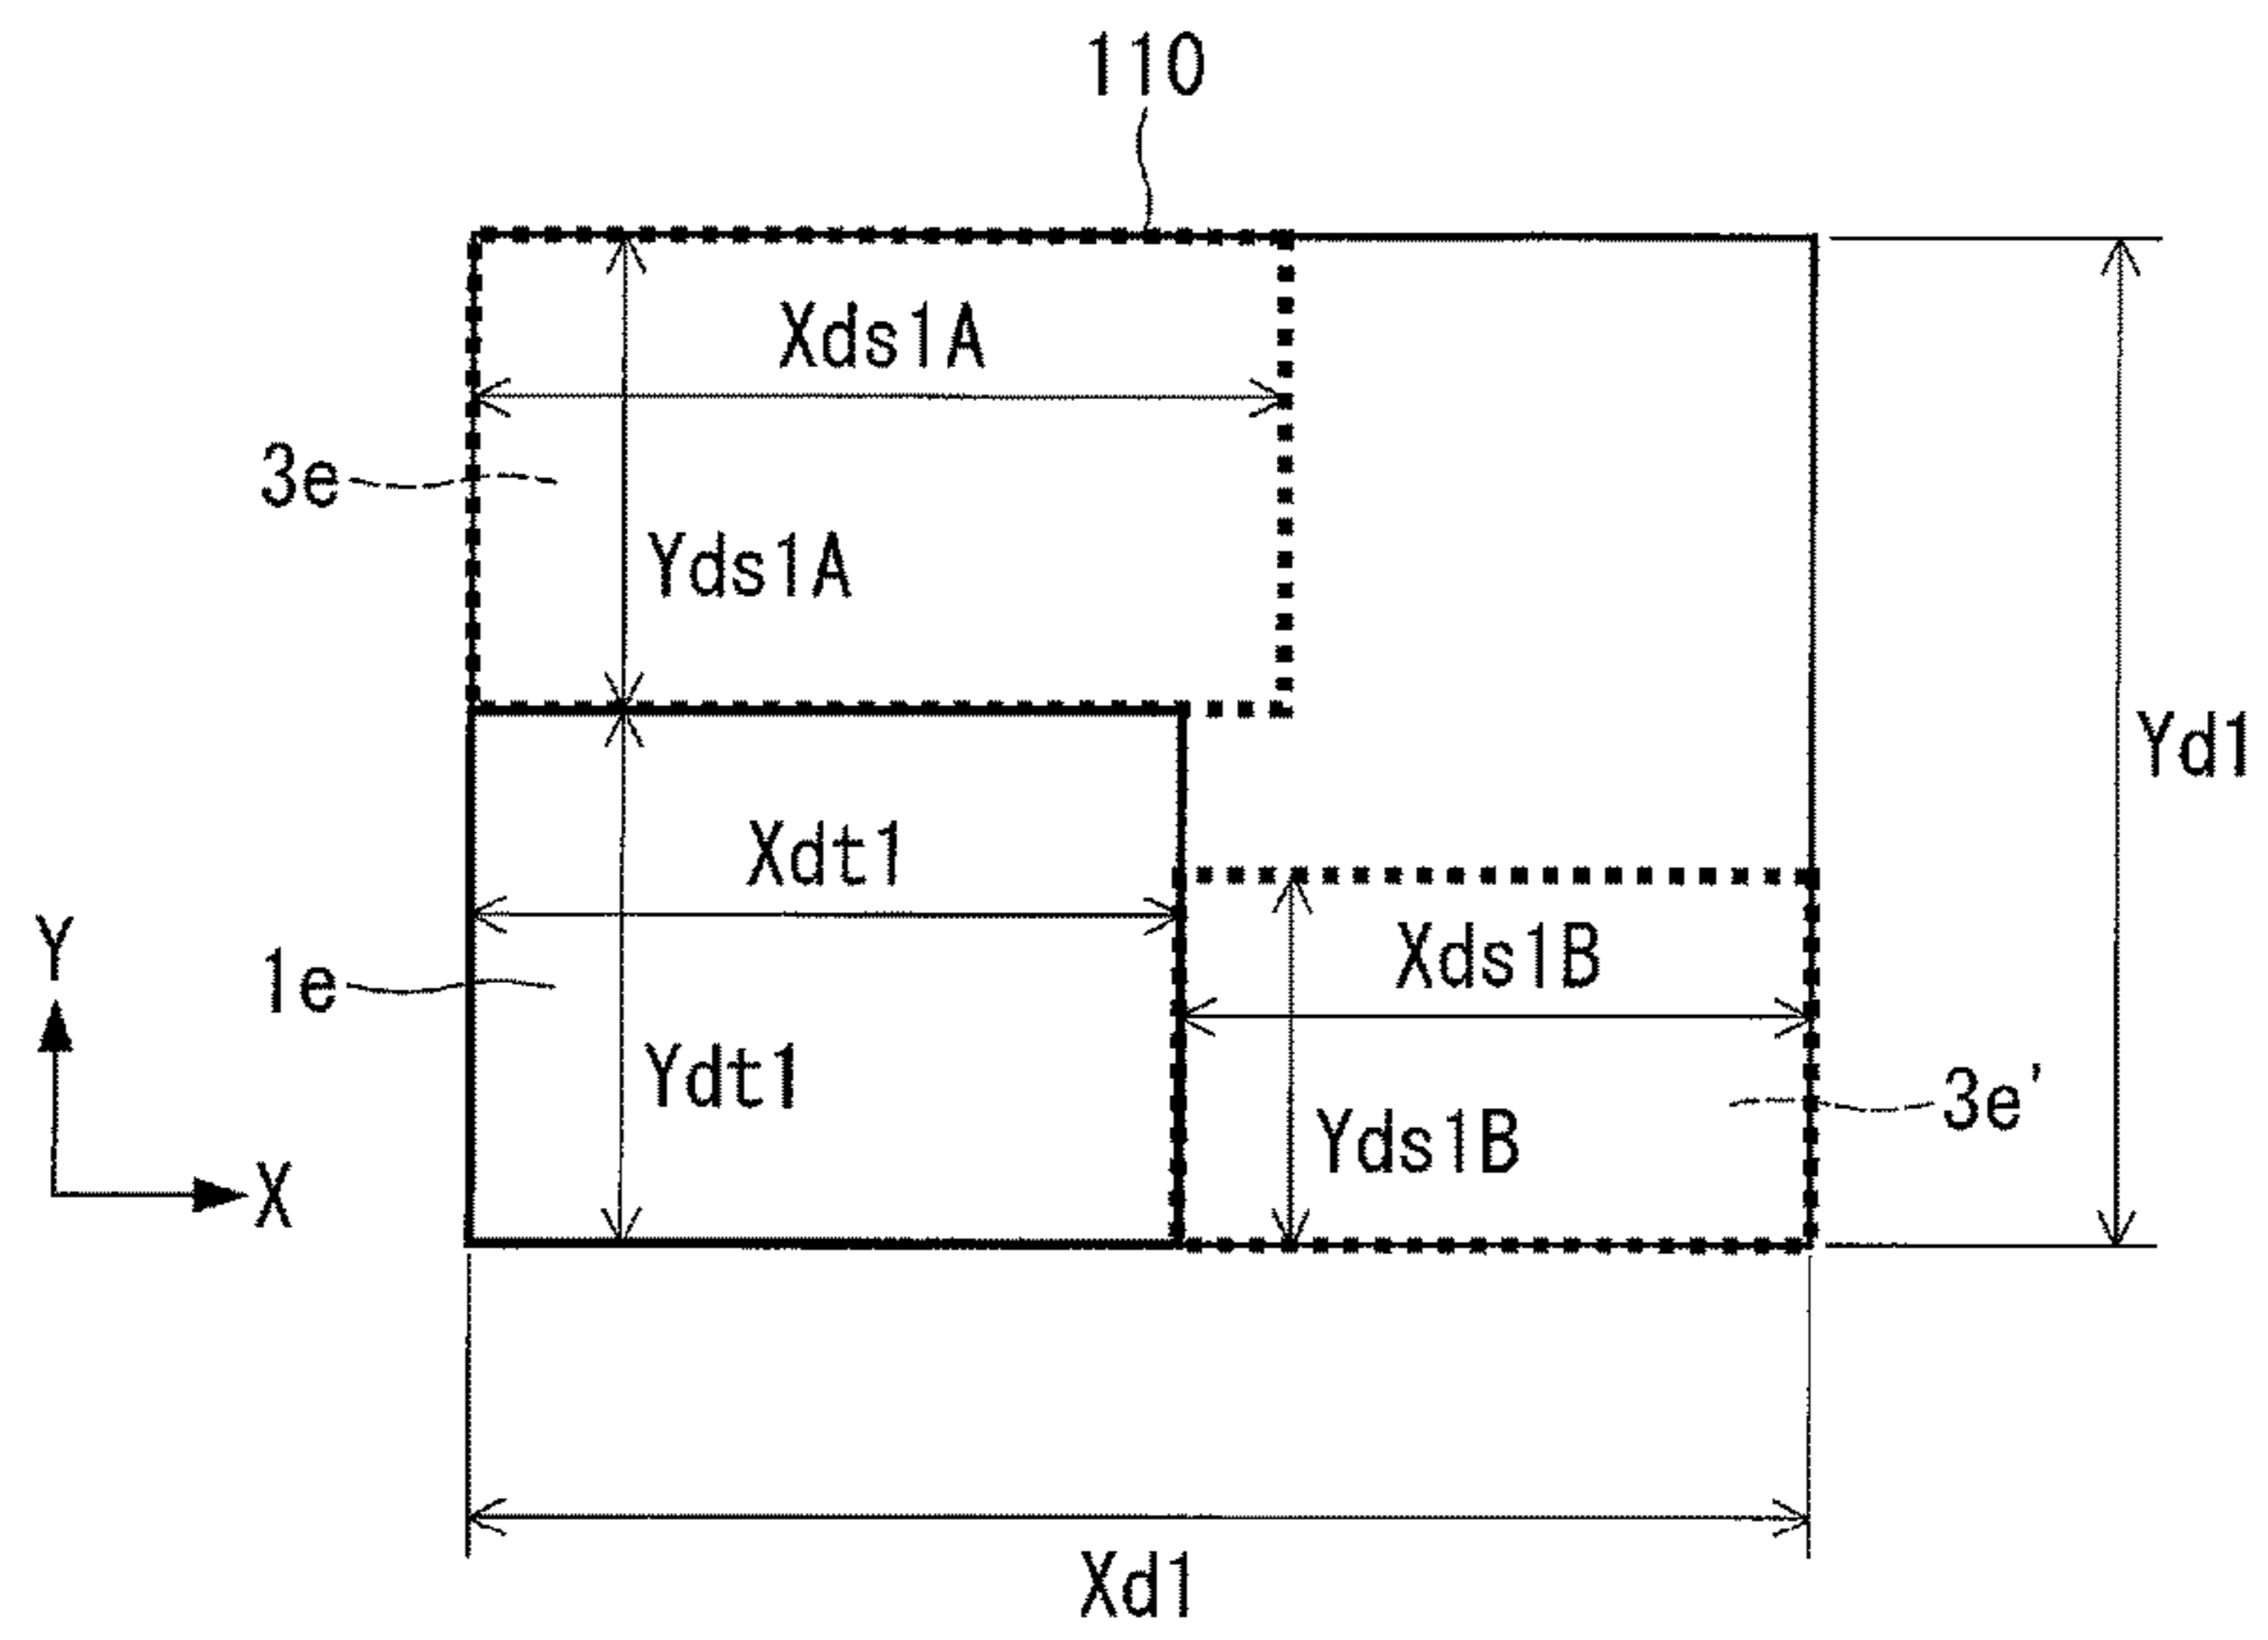 110
Xds1A
3e
Yds1A
Yd1
Xdt1
Y
Xds1B
1e
Ydt1
3e'
Yds1B
X
Xd1